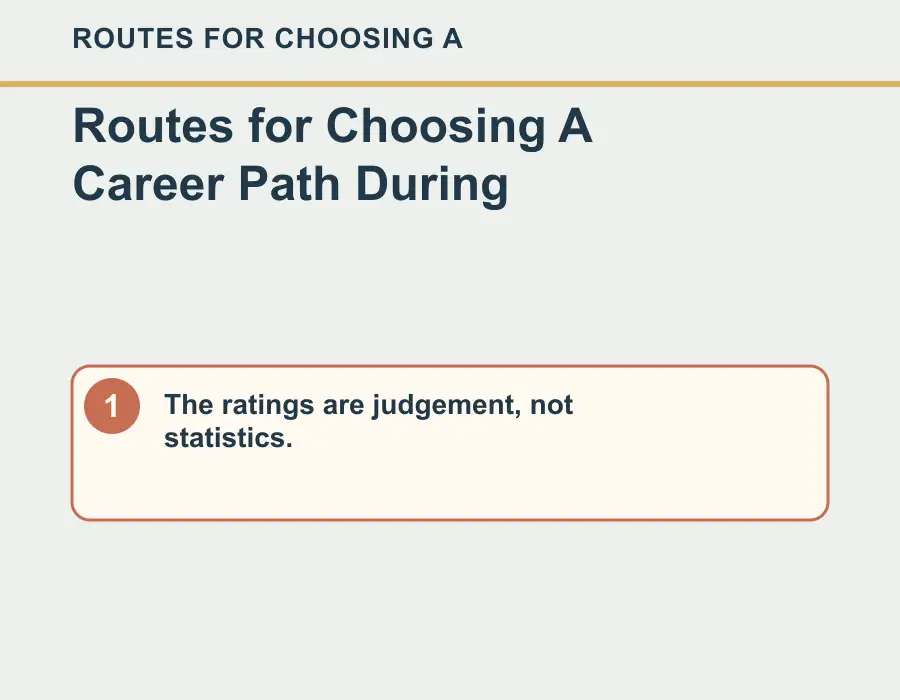 ROUTES FOR CHOOSING A
Routes for Choosing A
Career Path During
1
The ratings are judgement, not
statistics.